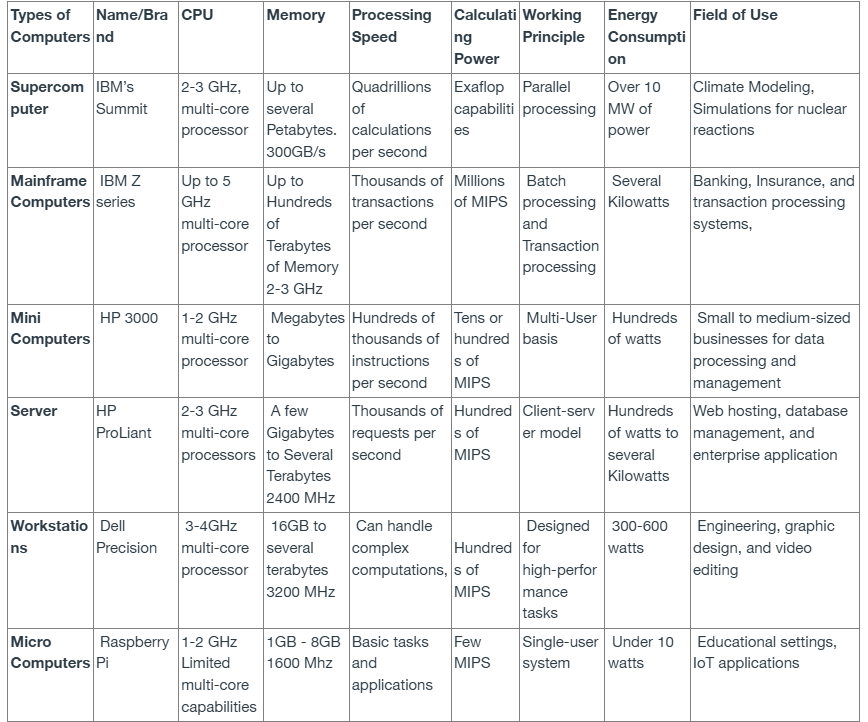 Types of Computers Name/Brand CPU Memory Processing Speed Calculating Power Working Principle Energy Consumption Field of Use
Supercomputer
IBM's Summit
2-3 GHz, multi-core processor
Up to several Petabytes. 300GB/s
Quadrillions of calculations per second
Exaflop capabilities
Parallel processing
Over 10 MW of power
Climate Modeling, Simulations for nuclear reactions
Mainframe Computers
IBM Z series
Up to 5 GHz multi-core processor
Up to Hundreds of Terabytes of Memory 2-3 GHz
Thousands of transactions per second
Millions of MIPS
Batch processing and Transaction processing
Several Kilowatts
Banking, Insurance, and transaction processing systems,
Mini Computers
HP 3000
1-2 GHz multi-core processor
Megabytes to Gigabytes
Hundreds of thousands of instructions per second
Tens or hundreds of MIPS
Multi-User basis
Hundreds of watts
Small to medium-sized businesses for data processing and management
Server
HP ProLiant
2-3 GHz multi-core processors
A few Gigabytes to Several Terabytes 2400 MHz
Thousands of requests per second
Hundreds of MIPS
Client-server model
Hundreds of watts to several Kilowatts
Web hosting, database management, and enterprise application
Workstations
Dell Precision
3-4GHz multi-core processor
16GB to several terabytes 3200 MHz
Can handle complex computations,
Hundreds of MIPS
Designed for high-performance tasks
300-600 watts
Engineering, graphic design, and video editing
Micro Computers
Raspberry Pi
1-2 GHz Limited multi-core capabilities
1GB - 8GB 1600 Mhz
Basic tasks and applications
Few MIPS
Single-user system
Under 10 watts
Educational settings, IoT applications